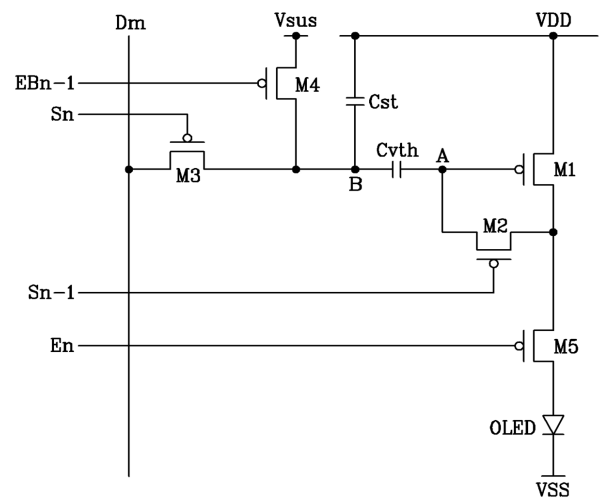 Dm
Vsus
VDD
EBn-1
M4
Cst
Sn
M3
Cvth
A
B
M1
M2
Sn-1
En
M5
OLED
VSS